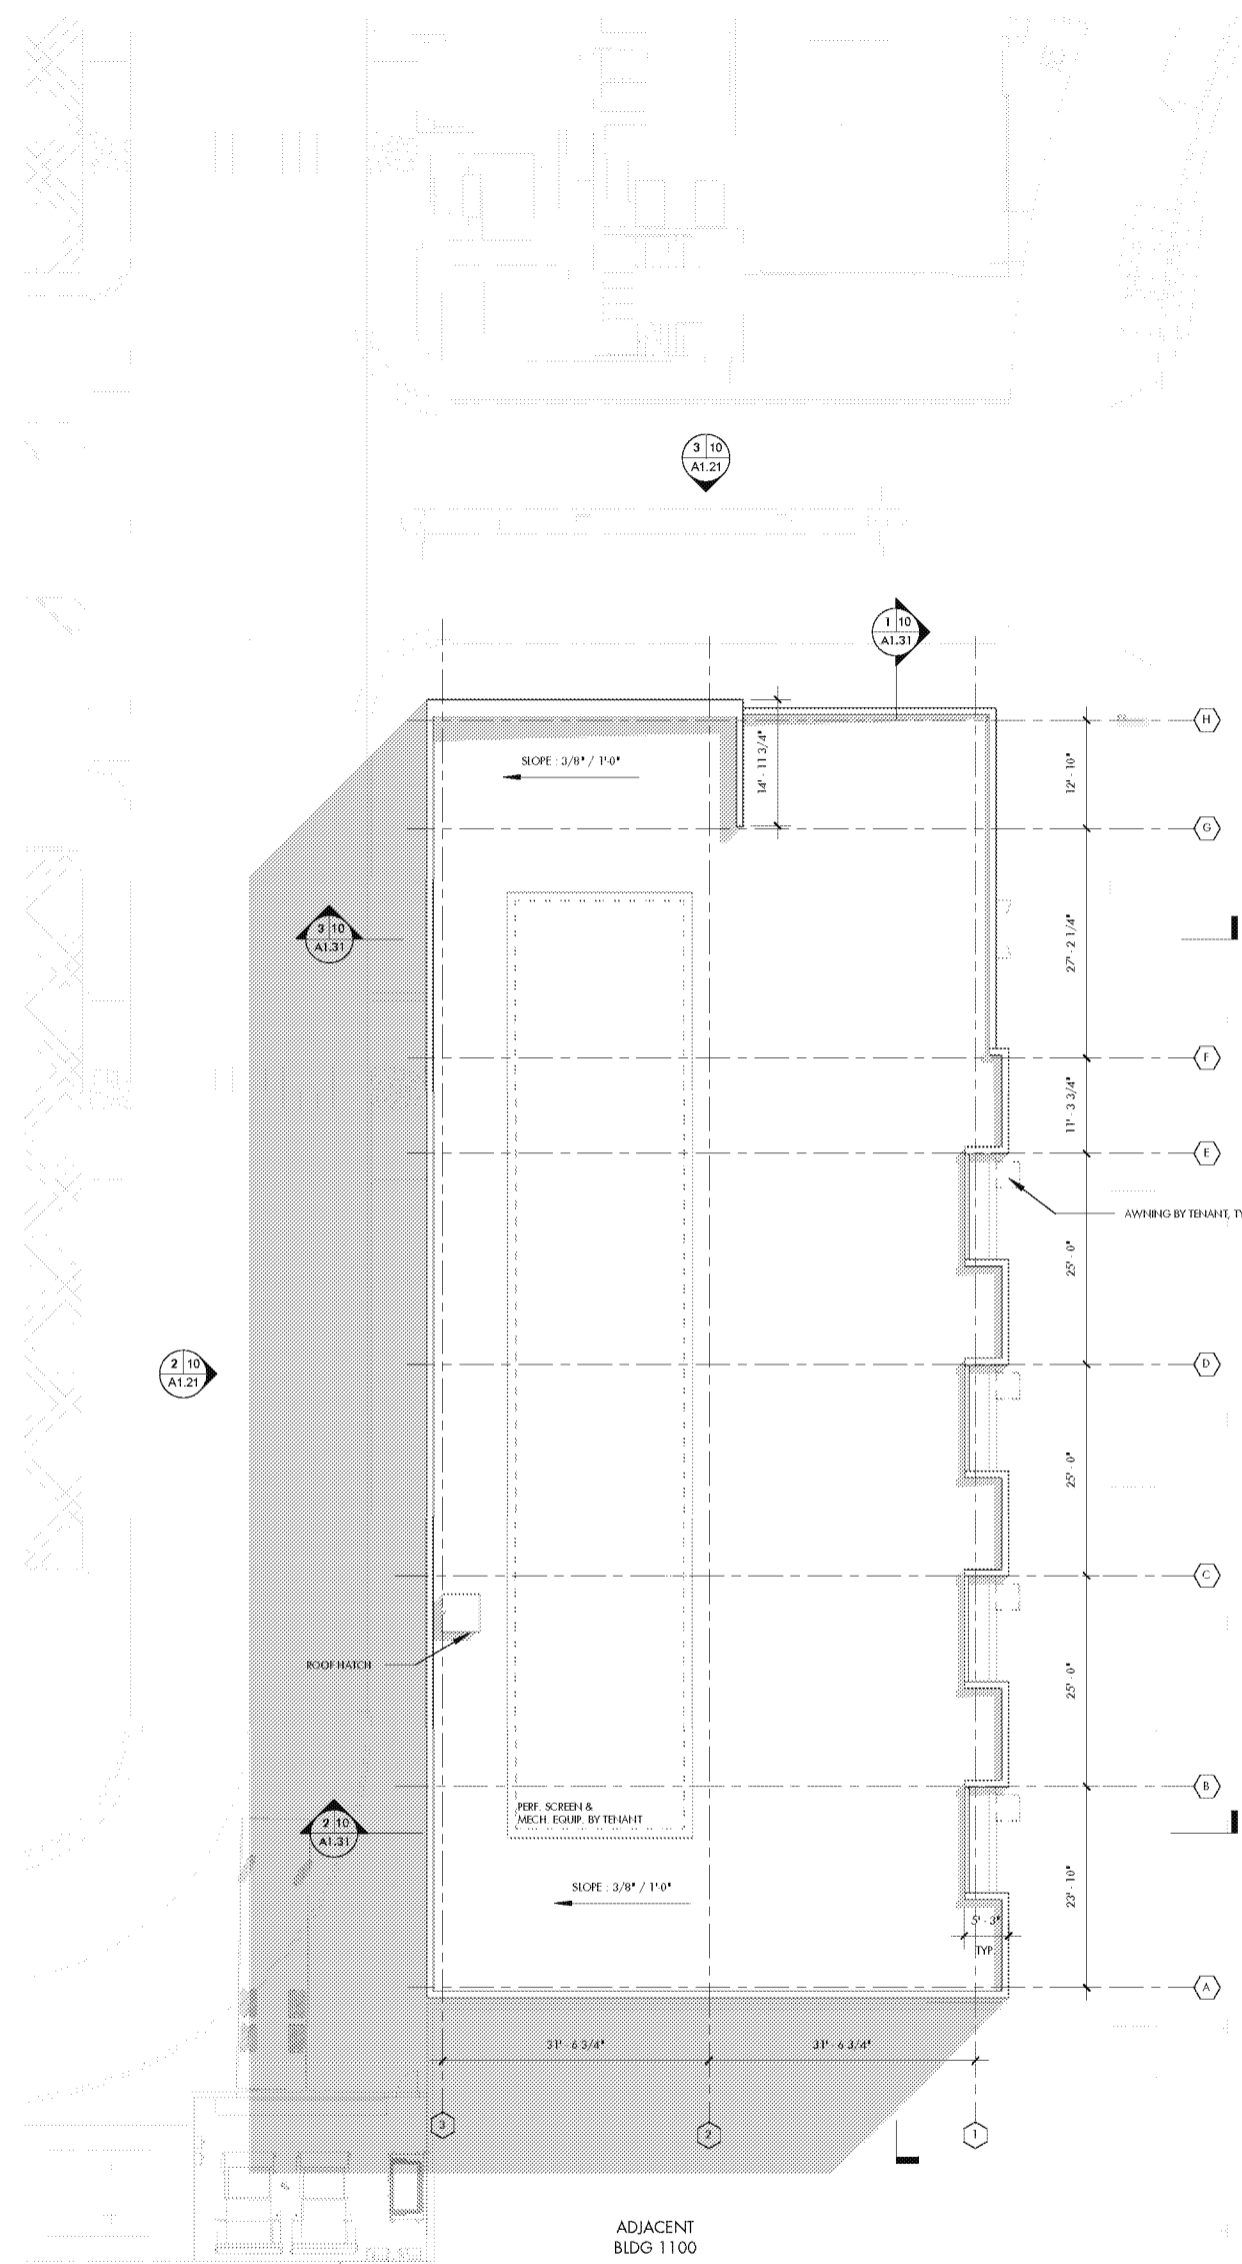 3 10
A1.21
1 10
A1.31
H
SLOPE : 3/8" / 1'-0"
14' - 11 3/4"
12' - 10"
G
3 10
A1.31
27' - 2 1/4"
F
11' - 3 3/4"
E
AWNING BY TENANT, TY
25' - 0"
D
2 10
A1.21
25' - 0"
C
ROOF HATCH
25' - 0"
B
PERF. SCREEN &
MECH. EQUIP. BY TENANT
2 10
A1.31
SLOPE : 3/8" / 1'-0"
23' - 10"
5' - 3"
TYP
A
31' - 6 3/4"
31' - 6 3/4"
3
2
1
ADJACENT
BLDG 1100